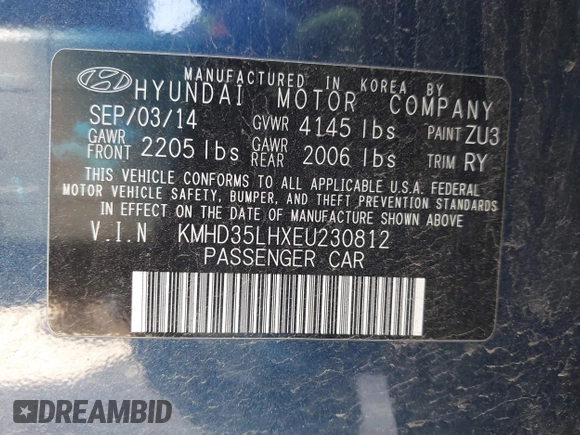 MANUFACTURED IN KOREA BY
HYUNDAI MOTOR COMPANY
SEP/03/14 GVWR 4145 lbs PAINT ZU3
GAWR FRONT 2205 lbs GAWR REAR 2006 lbs TRIM RY
THIS VEHICLE CONFORMS TO ALL APPLICABLE U.S.A. FEDERAL
MOTOR VEHICLE SAFETY, BUMPER, AND THEFT PREVENTION STANDARDS
IN EFFECT ON THE DATE OF MANUFACTURE SHOWN ABOVE
V.I.N KMHD35LHXEU230812
PASSENGER CAR
DREAMBID